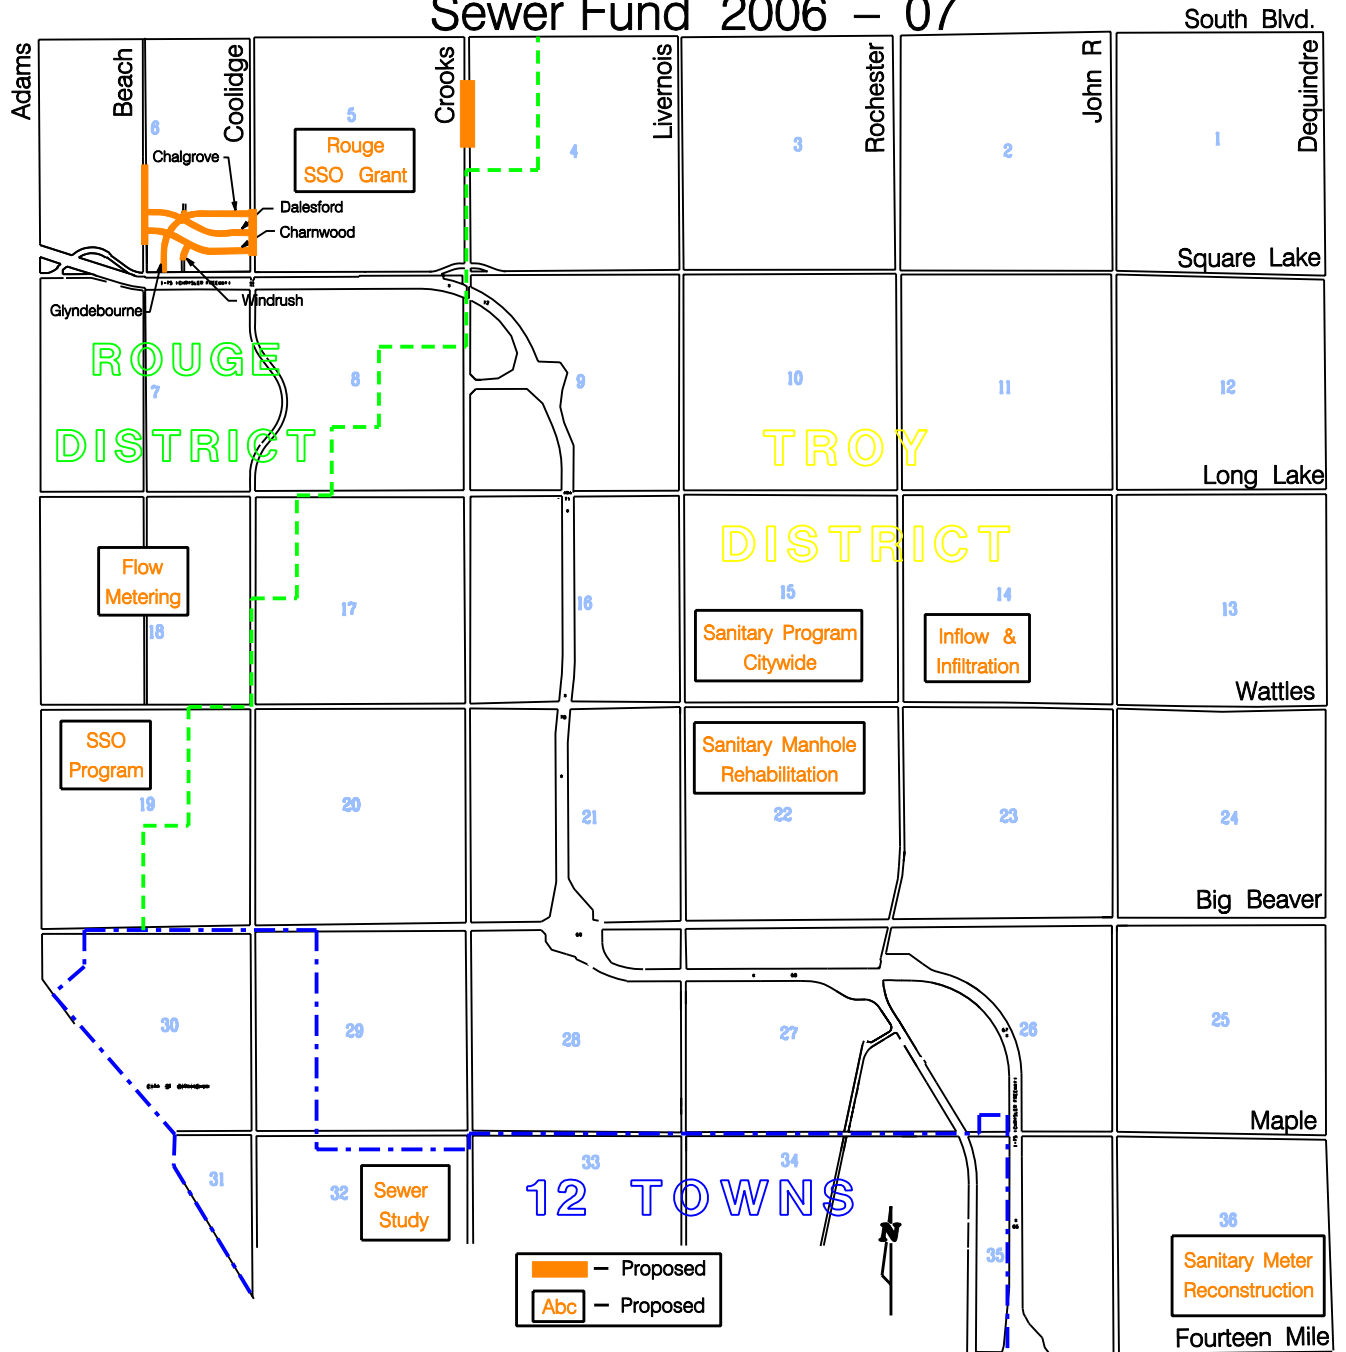 Sewer Fund 2006 – 07
South Blvd.
Adams
Beach
Coolidge
Crooks
Livernois
Rochester
John R
Dequindre
6
5
4
3
2
1
Rouge
SSO Grant
Chalgrove
Dalesford
Charnwood
Square Lake
Glyndebourne
Windrush
ROUGE
7
8
9
10
11
12
DISTRICT
TROY
Long Lake
DISTRICT
Flow
Metering
18
17
16
15
14
13
Sanitary Program
Citywide
Inflow &
Infiltration
Wattles
SSO
Program
Sanitary Manhole
Rehabilitation
19
20
21
22
23
24
Big Beaver
30
29
28
27
26
25
Maple
31
32
33
34
Sewer
Study
12 TOWNS
N
35
36
Sanitary Meter
Reconstruction
– Proposed
Abc – Proposed
Fourteen Mile